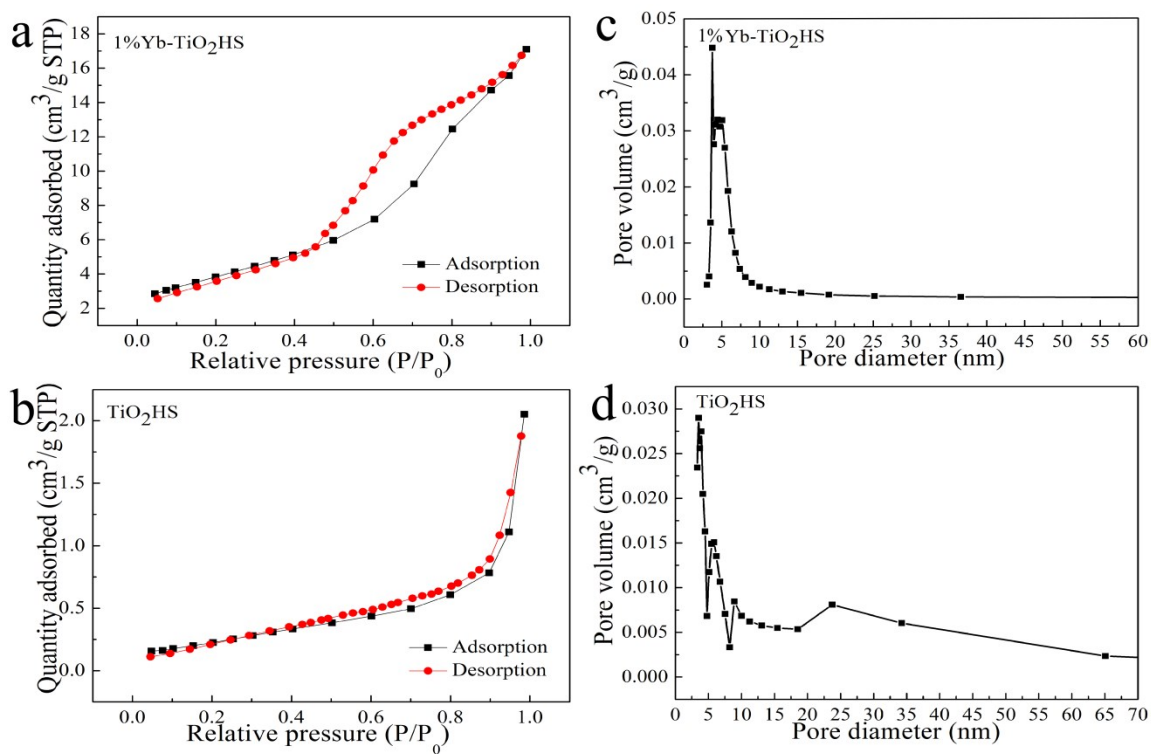 a
1%Yb-TiO₂HS
Quantity adsorbed (cm³/g STP)
18
16
14
12
10
8
6
4
2
Adsorption
Desorption
0.0 0.2 0.4 0.6 0.8 1.0
Relative pressure (P/P₀)
c
1%Yb-TiO₂HS
Pore volume (cm³/g)
0.05
0.04
0.03
0.02
0.01
0.00
0 5 10 15 20 25 30 35 40 45 50 55 60
Pore diameter (nm)
b
TiO₂HS
Quantity adsorbed (cm³/g STP)
2.0
1.5
1.0
0.5
0.0
Adsorption
Desorption
0.0 0.2 0.4 0.6 0.8 1.0
Relative pressure (P/P₀)
d
TiO₂HS
Pore volume (cm³/g)
0.030
0.025
0.020
0.015
0.010
0.005
0.000
0 5 10 15 20 25 30 35 40 45 50 55 60 65 70
Pore diameter (nm)